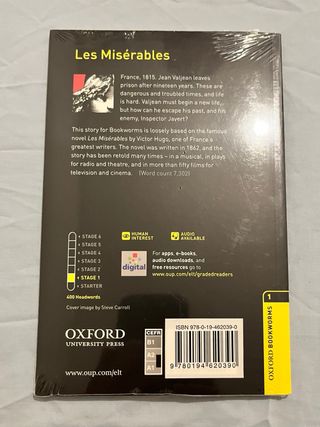 Les Misérables
France, 1815. Jean Valjean leaves
prison after nineteen years. These are
dangerous and troubled times, and life
is hard. Valjean must begin a new life,
but how can he escape his past, and his
enemy, Inspector Javert?
This story for Bookworms is loosely based on the famous
novel Les Misérables by Victor Hugo, one of France's
greatest writers. The novel was written in 1862, and the
story has been retold many times – in a musical, in plays
for radio and theatre, and in more than fifty films for
television and cinema. (Word count 7,302)
STAGE 6
STAGE 5
STAGE 4
STAGE 3
STAGE 2
STAGE 1
STARTER
400 Headwords
HUMAN
INTEREST
AUDIO
AVAILABLE
digital
For apps, e-books,
audio downloads, and
free resources go to
www.oup.com/elt/gradedreaders
Cover image by Steve Carroll
OXFORD
UNIVERSITY PRESS
www.oup.com/elt
CEFR
B1
A2
A1
ISBN 978-0-19-462039-0
9 780194 620390
1
OXFORD BOOKWORMS